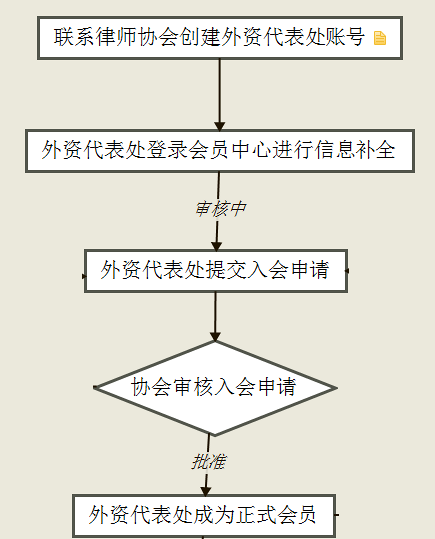 联系律师协会创建外资代表处账号
外资代表处登录会员中心进行信息补全
审核中
外资代表处提交入会申请
协会审核入会申请
批准
外资代表处成为正式会员